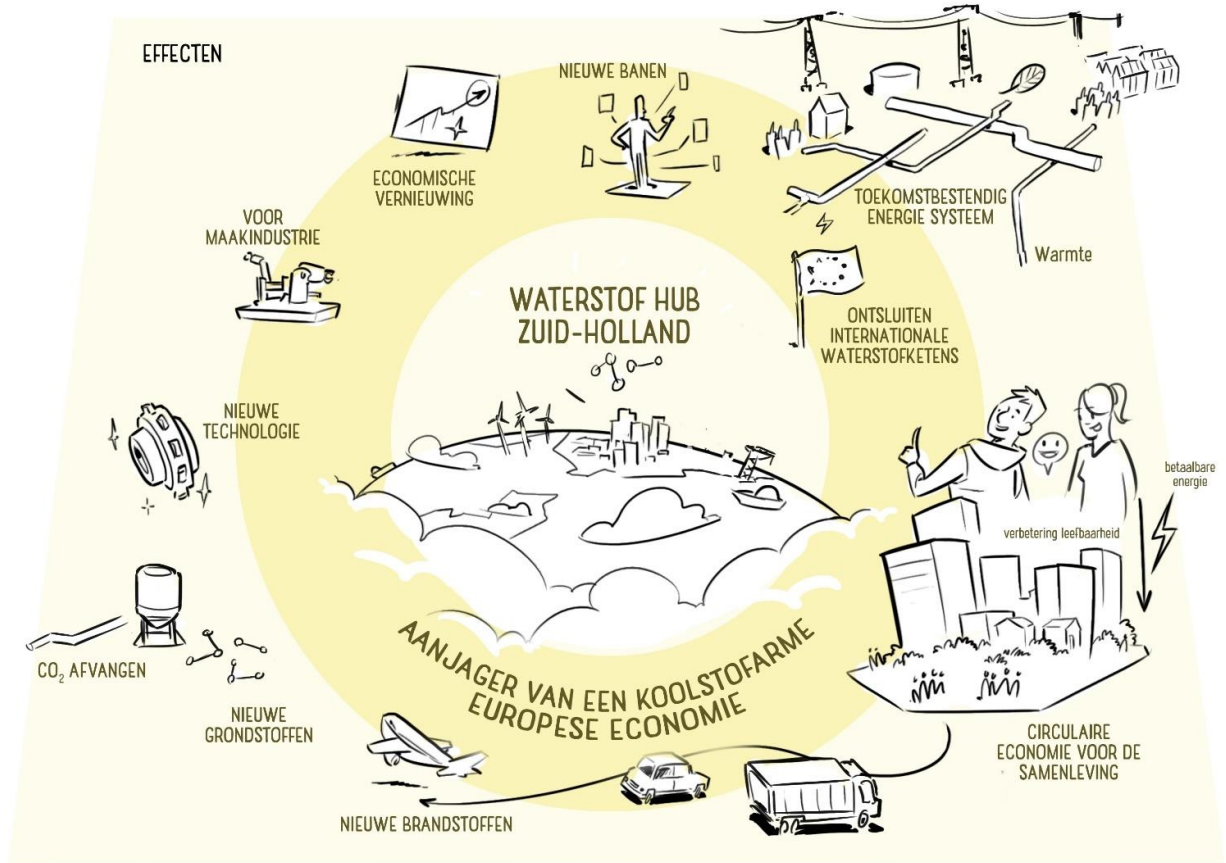 EFFECTEN
NIEUWE BANEN
ECONOMISCHE
VERNIEUWING
TOEKOMSTBESTENDIG
ENERGIE SYSTEEM
Warmte
VOOR
MAAKINDUSTRIE
WATERSTOF HUB
ZUID-HOLLAND
ONTSLUITEN
INTERNATIONALE
WATERSTOFKETENS
NIEUWE
TECHNOLOGIE
betaalbare
energie
verbetering leefbaarheid
CO₂ AFVANGEN
NIEUWE
GRONDSTOFFEN
AANJAGER VAN EEN KOOLSTOFARME
EUROPESE ECONOMIE
CIRCULAIRE
ECONOMIE VOOR DE
SAMENLEVING
NIEUWE BRANDSTOFFEN